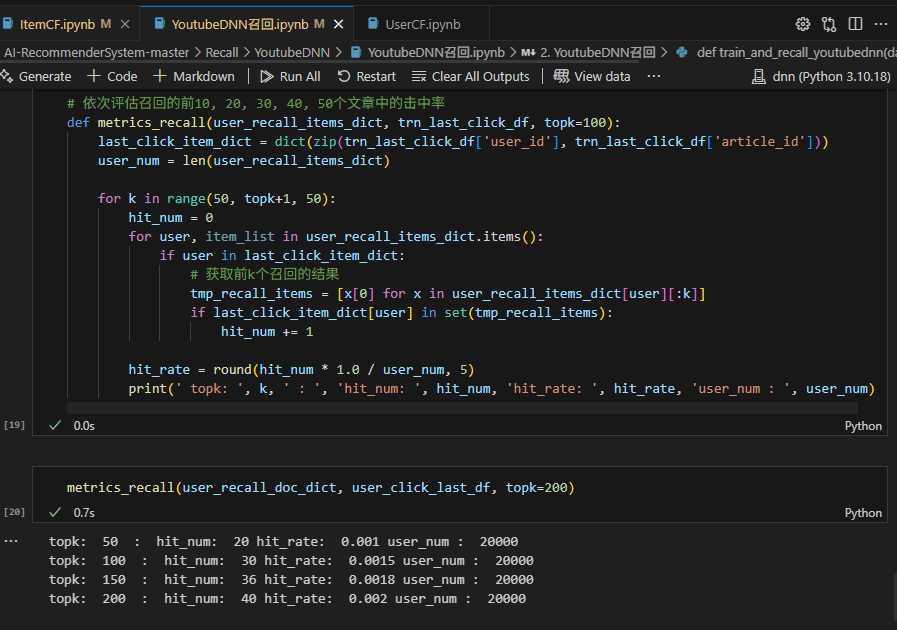 ItemCF.ipynb M
YoutubeDNN召回.ipynb M
UserCF.ipynb
AI-RecommenderSystem-master > Recall > YoutubeDNN > YoutubeDNN召回.ipynb > M↓ 2. YoutubeDNN召回 > def train_and_recall_youtubednn(da
Generate + Code + Markdown Run All Restart Clear All Outputs View data ... dnn (Python 3.10.18)
# 依次评估召回的前10, 20, 30, 40, 50个文章中的击中率
def metrics_recall(user_recall_items_dict, trn_last_click_df, topk=100):
last_click_item_dict = dict(zip(trn_last_click_df['user_id'], trn_last_click_df['article_id']))
user_num = len(user_recall_items_dict)
for k in range(50, topk+1, 50):
hit_num = 0
for user, item_list in user_recall_items_dict.items():
if user in last_click_item_dict:
# 获取前k个召回的结果
tmp_recall_items = [x[0] for x in user_recall_items_dict[user][:k]]
if last_click_item_dict[user] in set(tmp_recall_items):
hit_num += 1
hit_rate = round(hit_num * 1.0 / user_num, 5)
print(' topk: ', k, ' : ', 'hit_num: ', hit_num, 'hit_rate: ', hit_rate, 'user_num : ', user_num)
[19] 0.0s Python
metrics_recall(user_recall_doc_dict, user_click_last_df, topk=200)
[20] 0.7s Python
... topk: 50 : hit_num: 20 hit_rate: 0.001 user_num : 20000
topk: 100 : hit_num: 30 hit_rate: 0.0015 user_num : 20000
topk: 150 : hit_num: 36 hit_rate: 0.0018 user_num : 20000
topk: 200 : hit_num: 40 hit_rate: 0.002 user_num : 20000